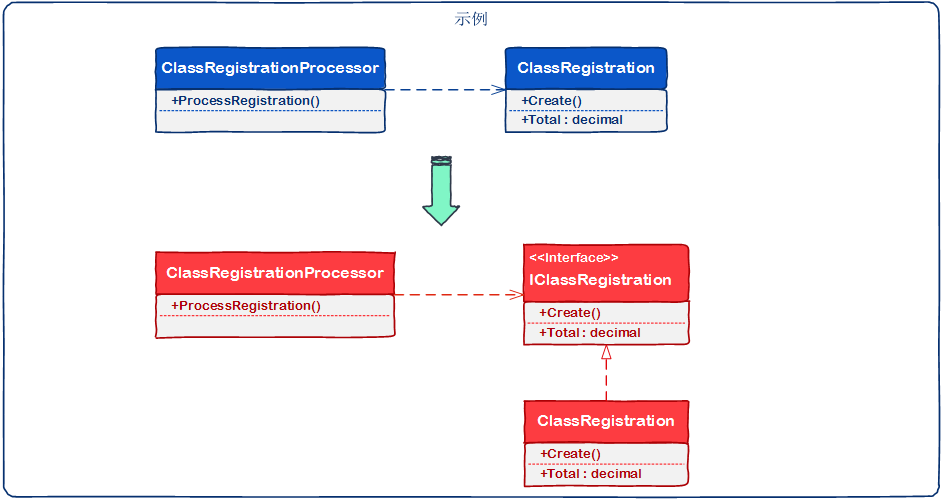 示例
ClassRegistrationProcessor
+ProcessRegistration()
ClassRegistration
+Create()
+Total : decimal
ClassRegistrationProcessor
+ProcessRegistration()
<<Interface>>
IClassRegistration
+Create()
+Total : decimal
ClassRegistration
+Create()
+Total : decimal